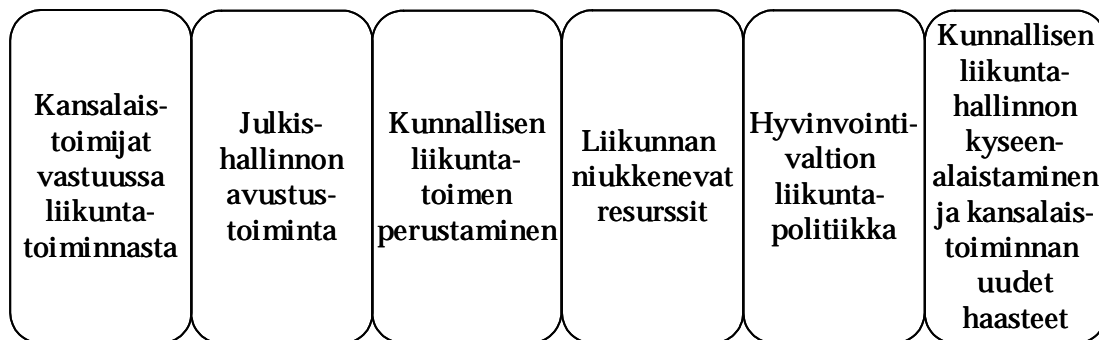 Kansalais-
toimijat
vastuussa
liikunta-
toiminnasta
Julkis-
hallinnon
avustus-
toiminta
Kunnallisen
liikunta-
toimen
perustaminen
Liikunnan
niukkenevat
resurssit
Hyvinvointi-
valtion
liikunta-
politiikka
Kunnallisen
liikunta-
hallinnon
kyseen-
alaistaminen
ja kansalais-
toiminnan
uudet
haasteet